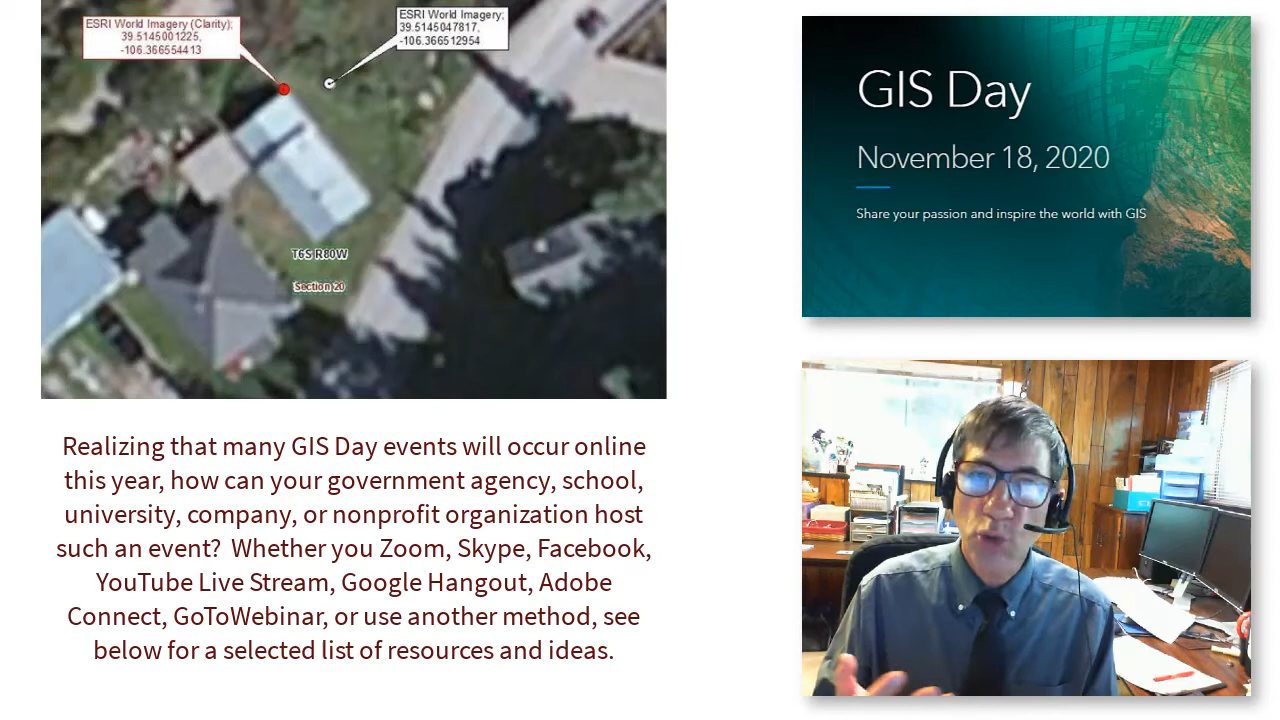 ESRI World Imagery (Clarity);
39.5145001225,
-106.366554413
ESRI World Imagery;
39.5145047817,
-106.366512954
T6S R80W
Section 20
Realizing that many GIS Day events will occur online
this year, how can your government agency, school,
university, company, or nonprofit organization host
such an event?  Whether you Zoom, Skype, Facebook,
YouTube Live Stream, Google Hangout, Adobe
Connect, GoToWebinar, or use another method, see
below for a selected list of resources and ideas.
GIS Day
November 18, 2020
Share your passion and inspire the world with GIS